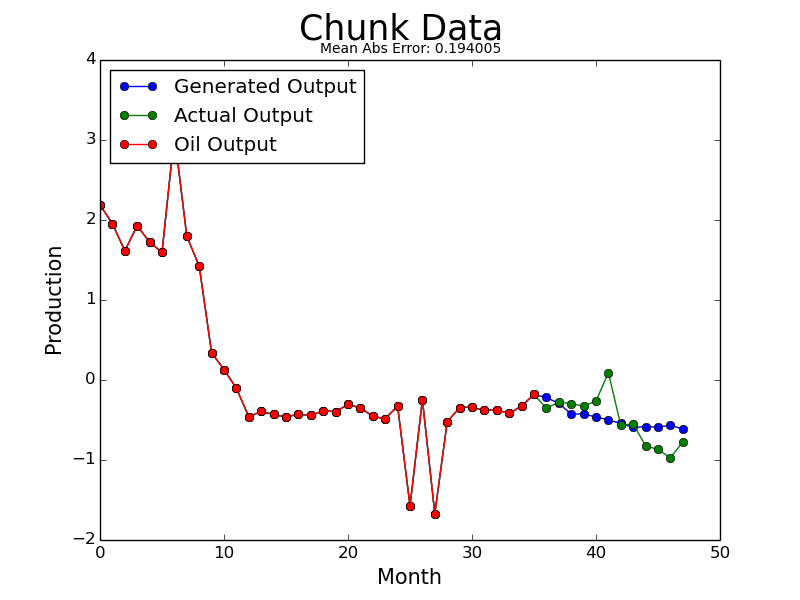 Chunk Data
Mean Abs Error: 0.194005
Generated Output
Actual Output
Oil Output
4
3
2
1
0
−1
−2
Production
0 10 20 30 40 50
Month